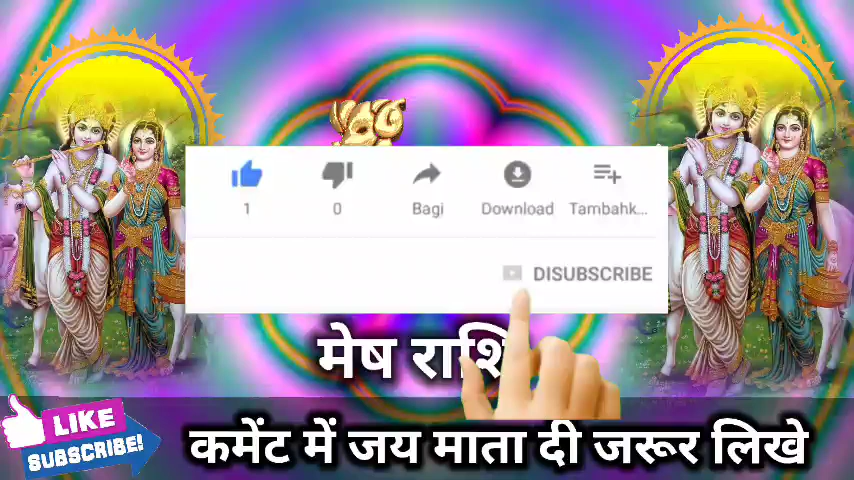 1 0 Bagi Download Tambahk...
DISUBSCRIBE
मेष राशि
LIKE
SUBSCRIBE!
कमेंट में जय माता दी जरूर लिखे